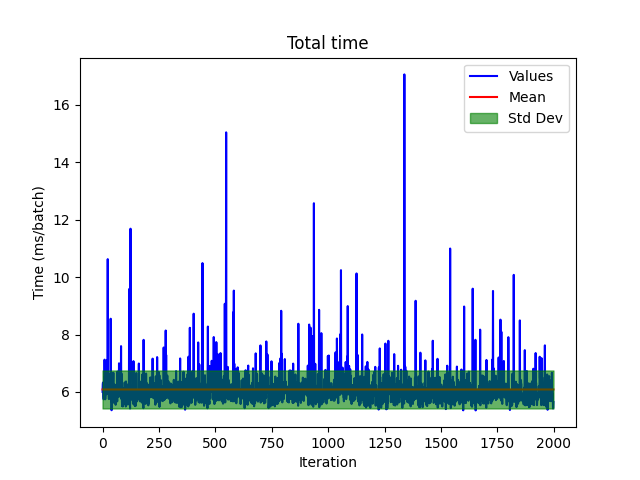 Total time
Values
Mean
Std Dev
Time (ms/batch)
16
14
12
10
8
6
0 250 500 750 1000 1250 1500 1750 2000
Iteration